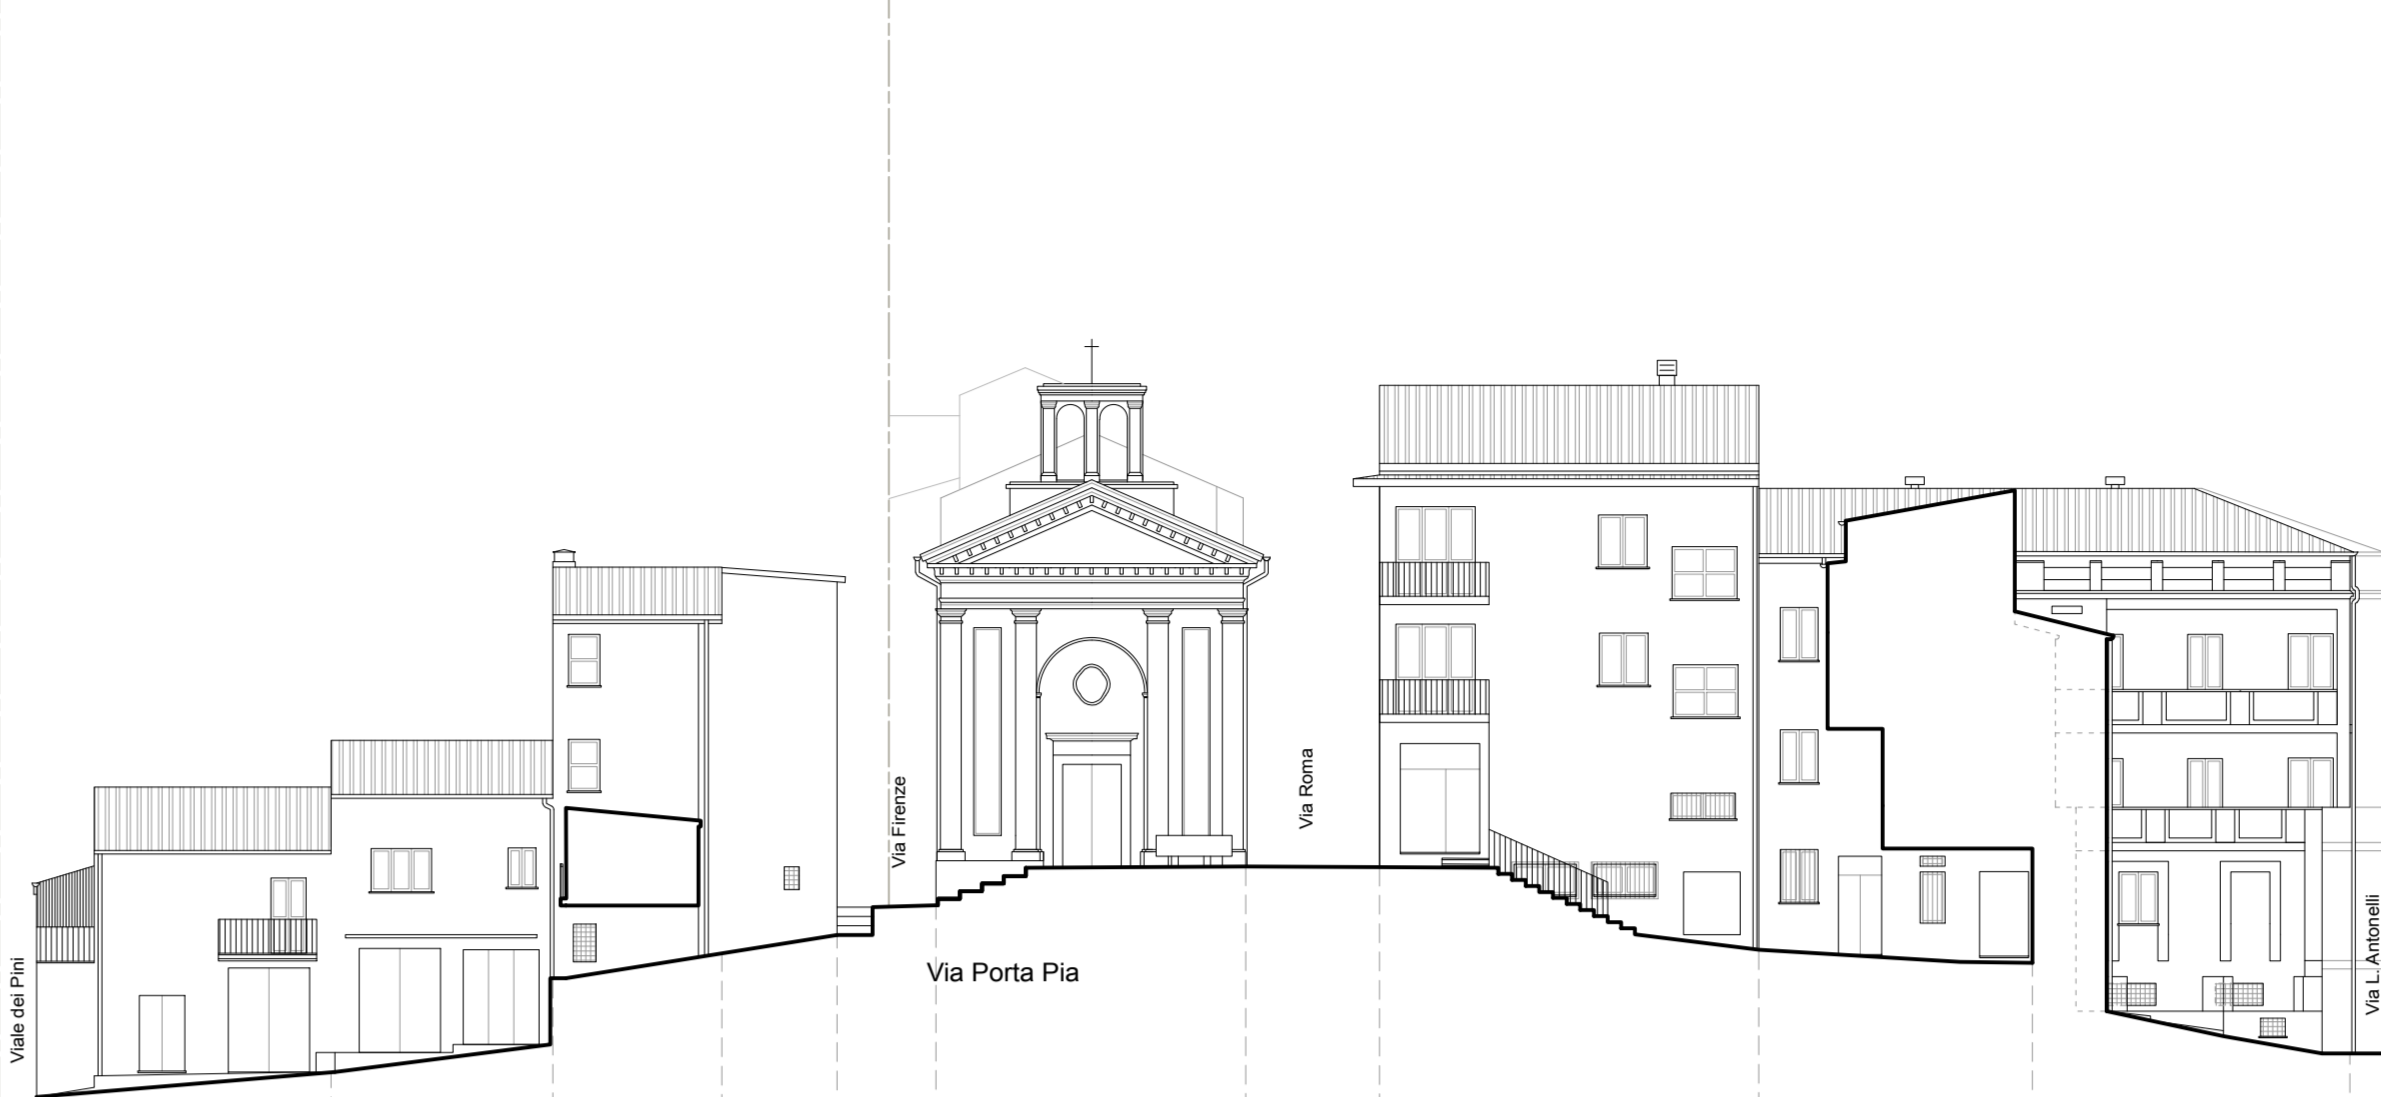 Viale dei Pini
Via Firenze
Via Porta Pia
Via Roma
Via L. Antonelli